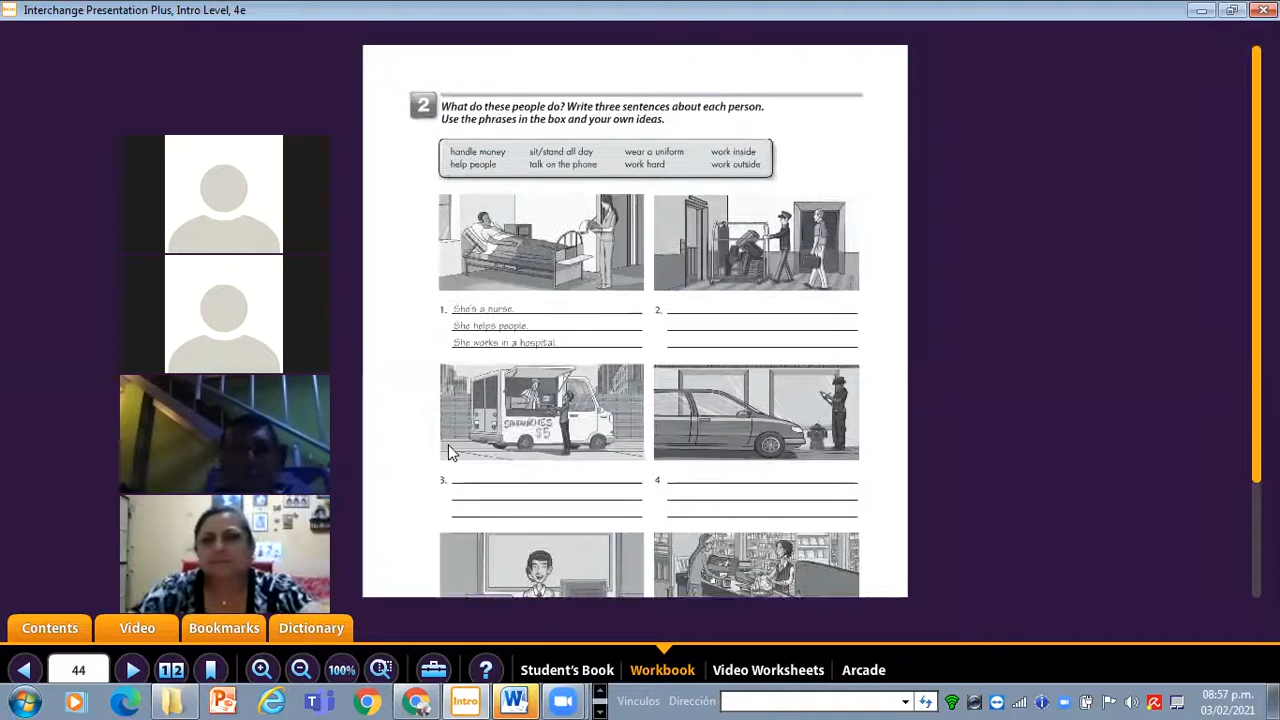 Interchange Presentation Plus, Intro Level, 4e
2 What do these people do? Write three sentences about each person.
Use the phrases in the box and your own ideas.
handle money sit/stand all day wear a uniform work inside
help people talk on the phone work hard work outside
1. She's a nurse.
She helps people.
She works in a hospital.
2.
SANDWICHES
$5
3.
4
Contents Video Bookmarks Dictionary
44 12 100% ? Student's Book Workbook Video Worksheets Arcade
Intro Vínculos Dirección 08:57 p.m.
03/02/2021